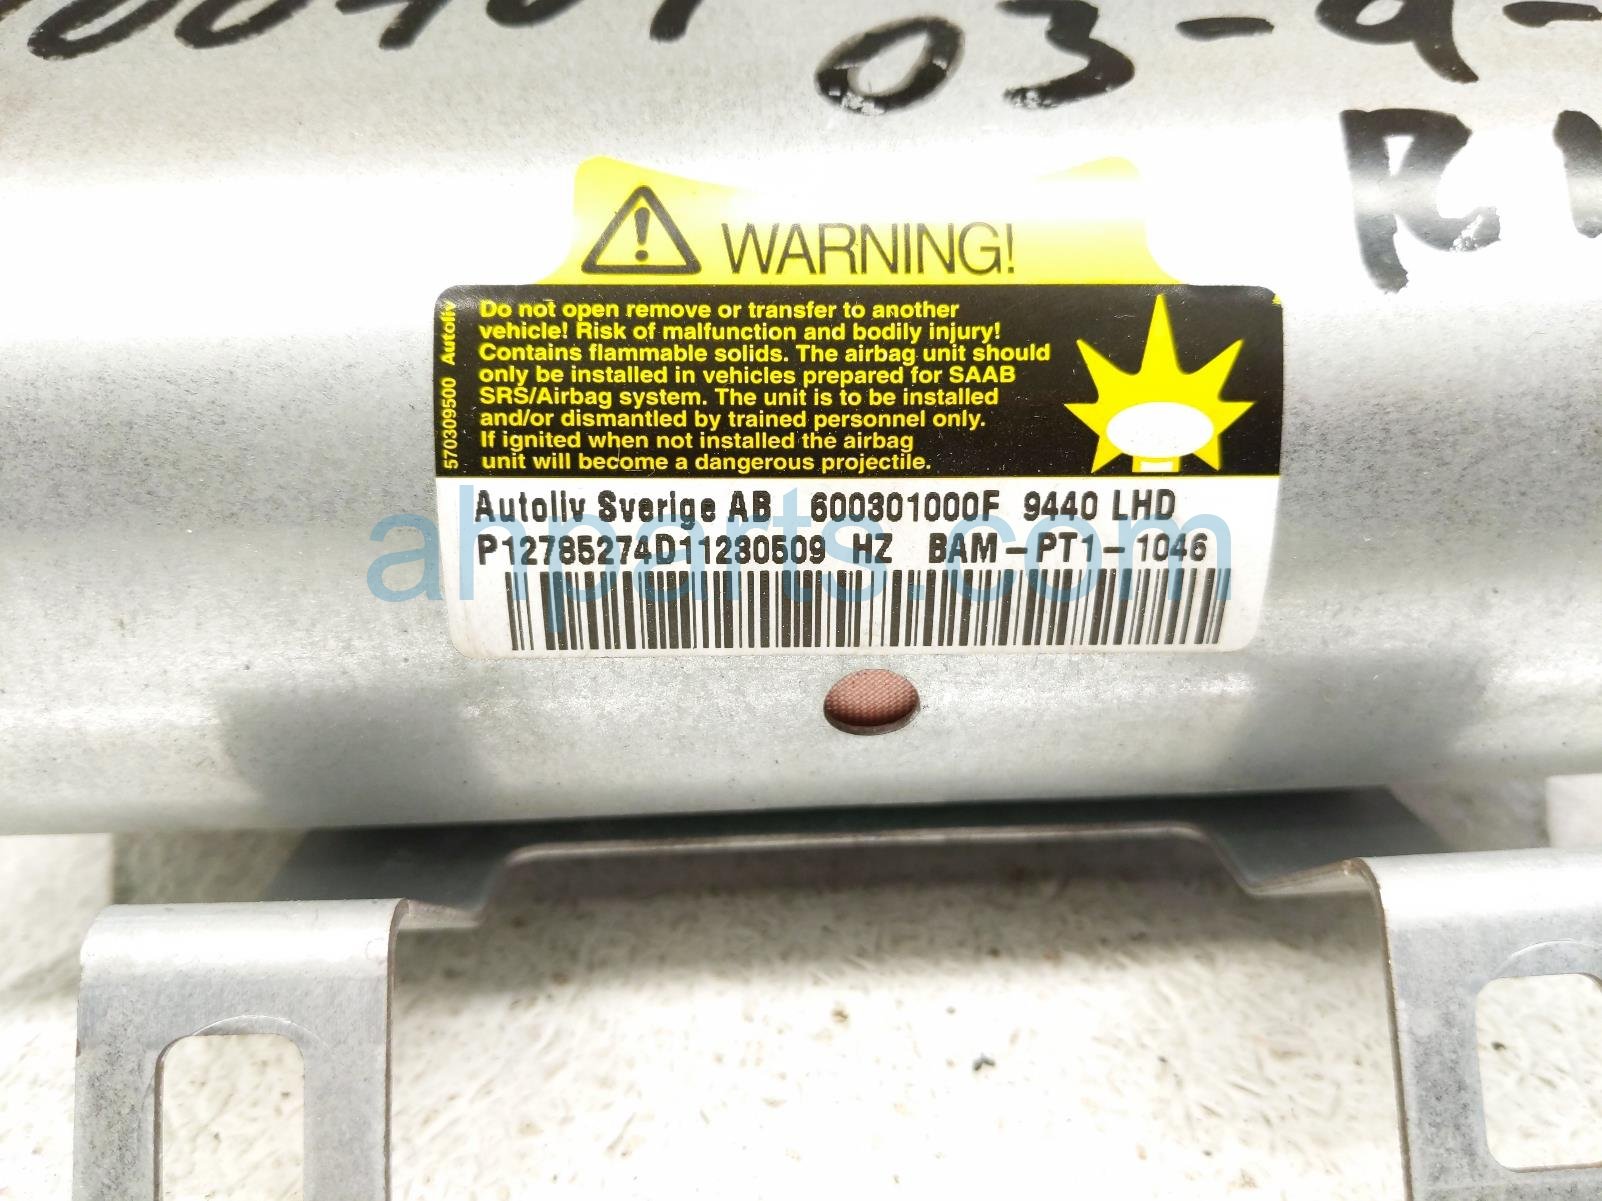 03-9-
WARNING!
570309500 Autoliv
Do not open remove or transfer to another
vehicle! Risk of malfunction and bodily injury!
Contains flammable solids. The airbag unit should
only be installed in vehicles prepared for SAAB
SRS/Airbag system. The unit is to be installed
and/or dismantled by trained personnel only.
If ignited when not installed the airbag
unit will become a dangerous projectile.
Autoliv Sverige AB 600301000F 9440 LHD
P12785274D11230509 HZ BAM-PT1-1046
ahparts.com